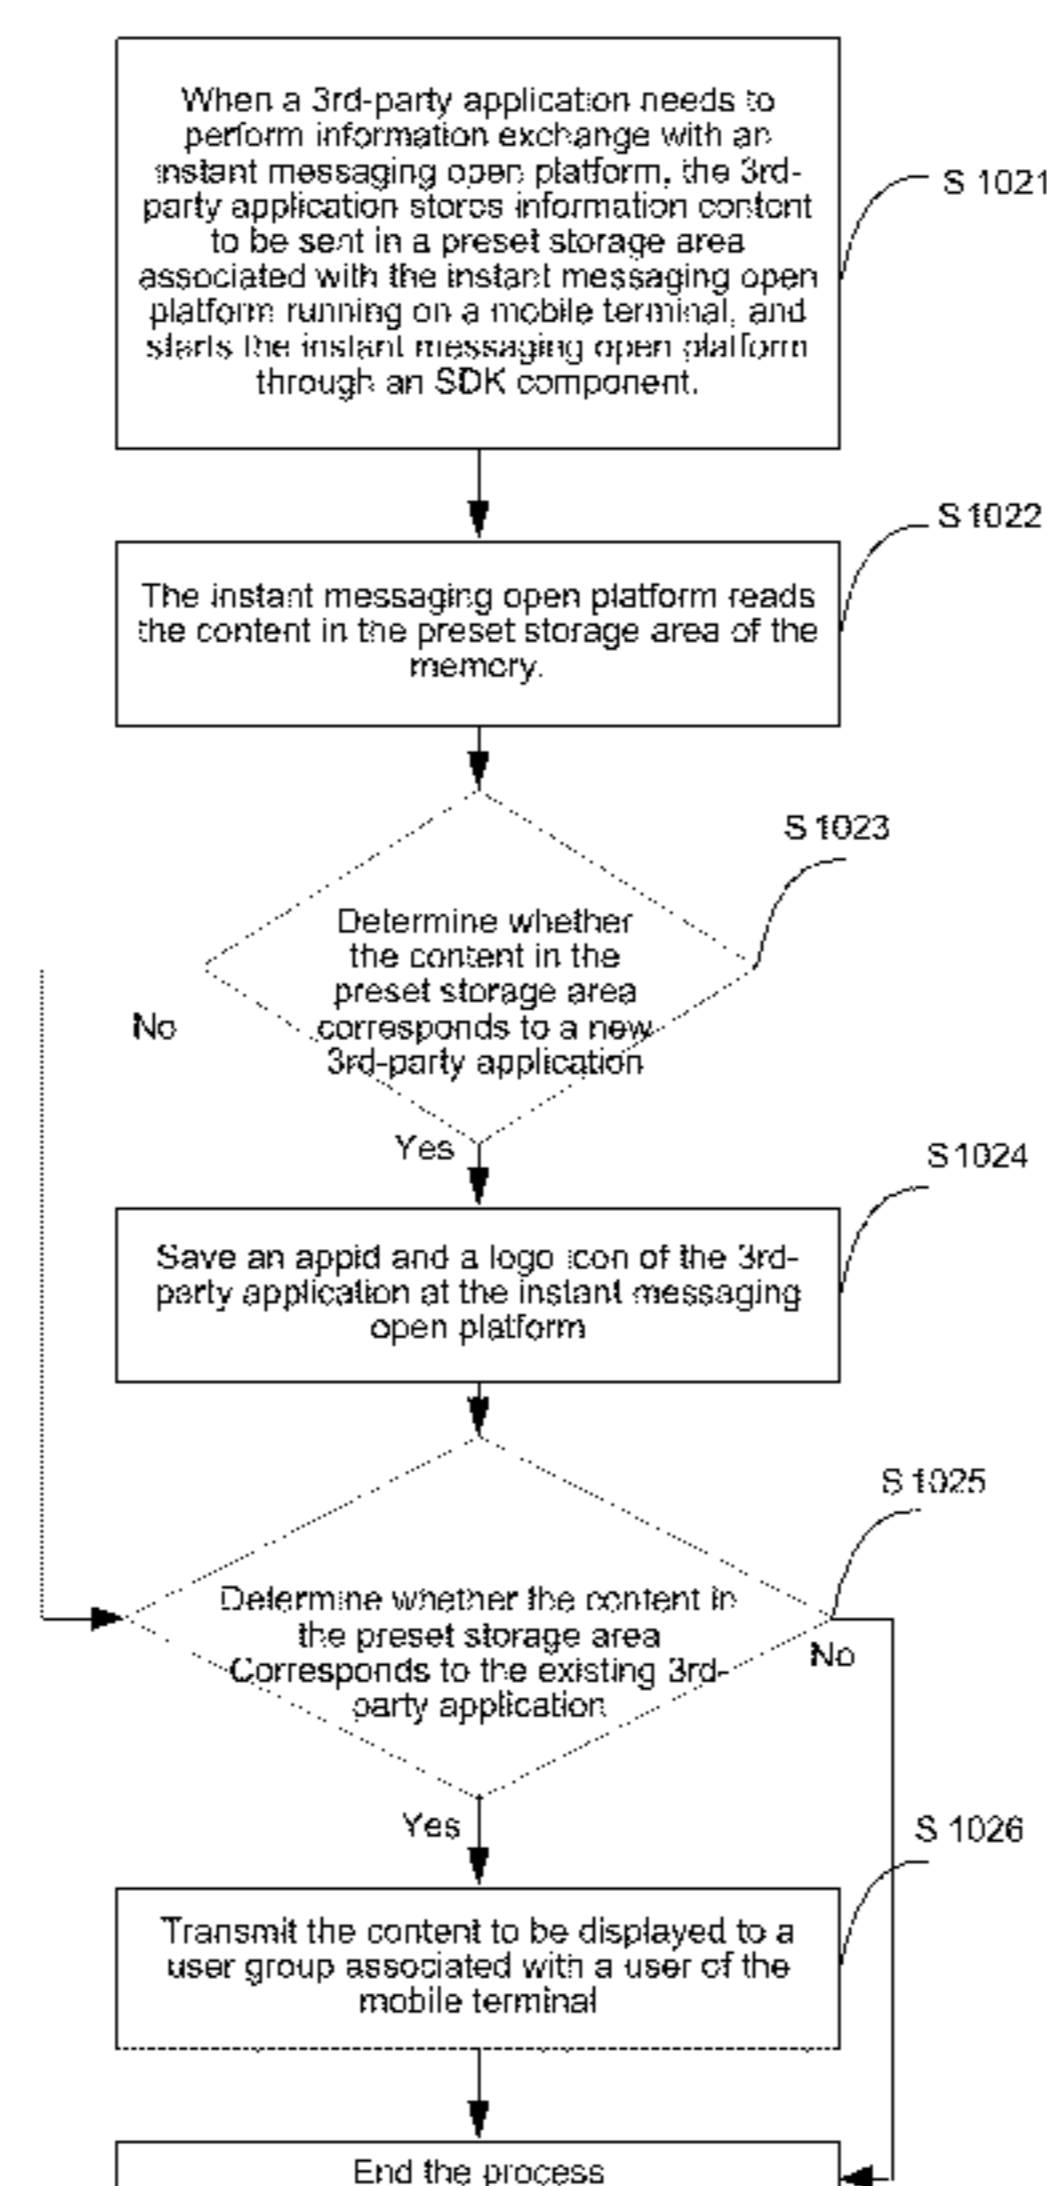 When a 3rd-party application needs to
perform information exchange with an
instant messaging open platform, the 3rd-
party application stores information content
to be sent in a preset storage area
associated with the instant messaging open
platform running on a mobile terminal, and
starts the instant messaging open platform
through an SDK component.
S 1021
S 1022
The instant messaging open platform reads
the content in the preset storage area of the
memory.
S 1023
Determine whether
the content in the
preset storage area
corresponds to a new
3rd-party application
No
Yes
S 1024
Save an appid and a logo icon of the 3rd-
party application at the instant messaging
open platform
S 1025
Determine whether the content in
the preset storage area
Corresponds to the existing 3rd-
party application
No
Yes
S 1026
Transmit the content to be displayed to a
user group associated with a user of the
mobile terminal
End the process